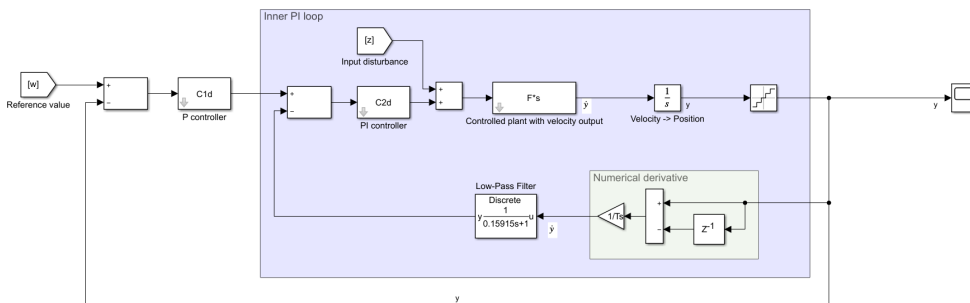 Inner PI loop
[z]
Input disturbance
[w]
Reference value
+
−
C1d
P controller
+
−
C2d
PI controller
+
+
F*s
Controlled plant with velocity output
ẏ
1
s
y
Velocity -> Position
y
Numerical derivative
+
−
Z-1
1/Ts
Low-Pass Filter
Discrete
1
y u
0.15915s+1
ẏ
y